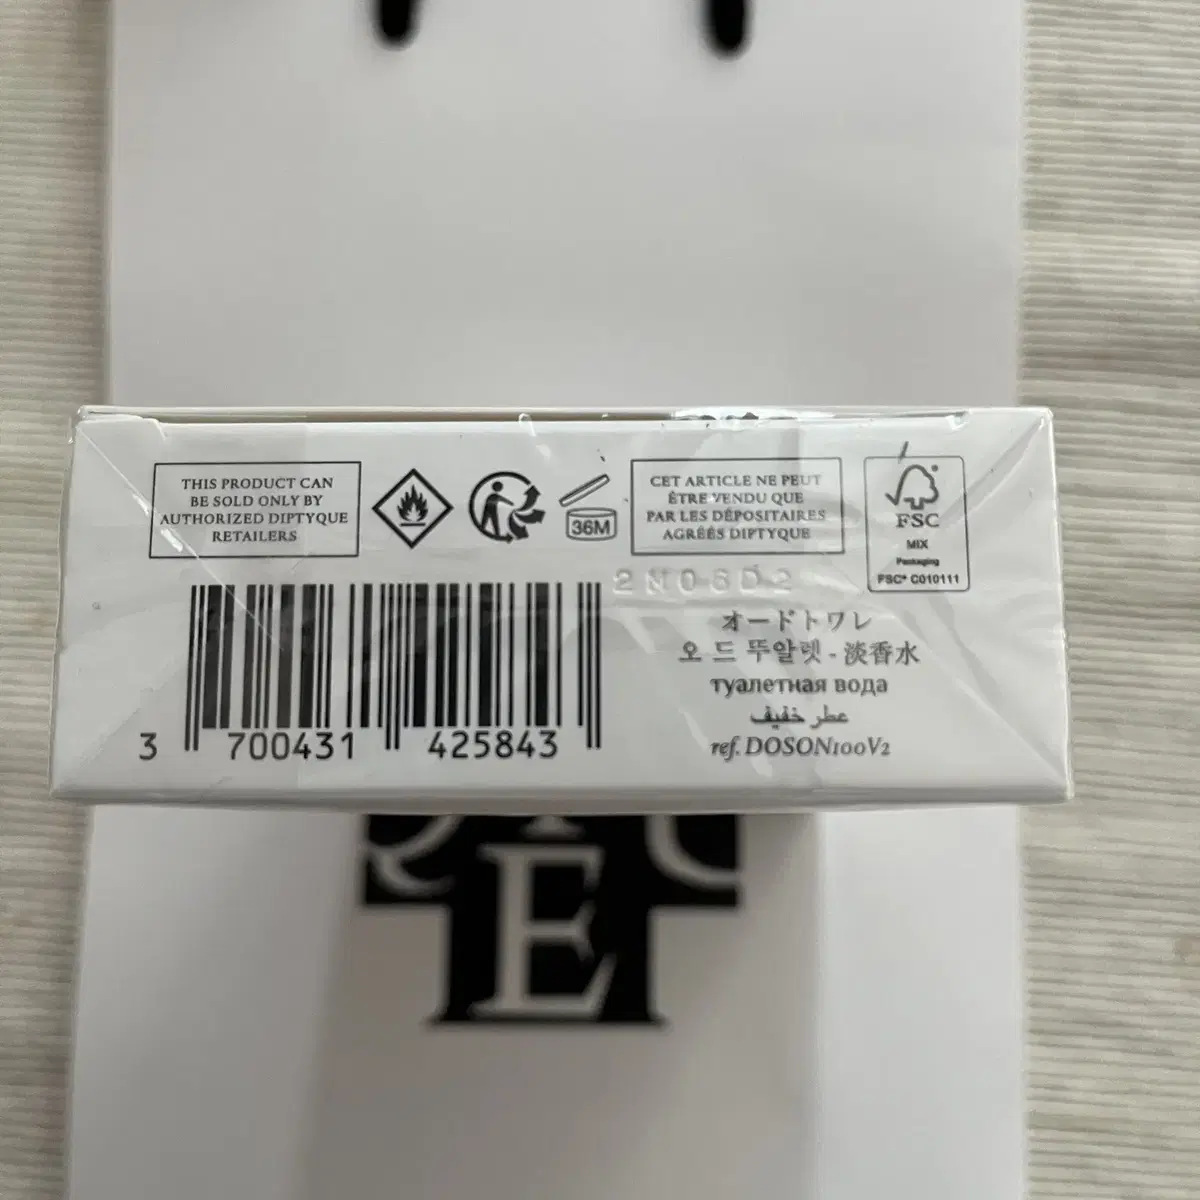 THIS PRODUCT CAN
BE SOLD ONLY BY
AUTHORIZED DIPTYQUE
RETAILERS
36M
CET ARTICLE NE PEUT
ÊTRE VENDU QUE
PAR LES DÉPOSITAIRES
AGRÉÉS DIPTYQUE
FSC
MIX
Packaging
FSC® C010111
2N06D2
オードトワレ
오 드 뚜알렛 - 淡香水
туалетная вода
عطر خفيف
ref. DOSON100V2
3 700431 425843
E